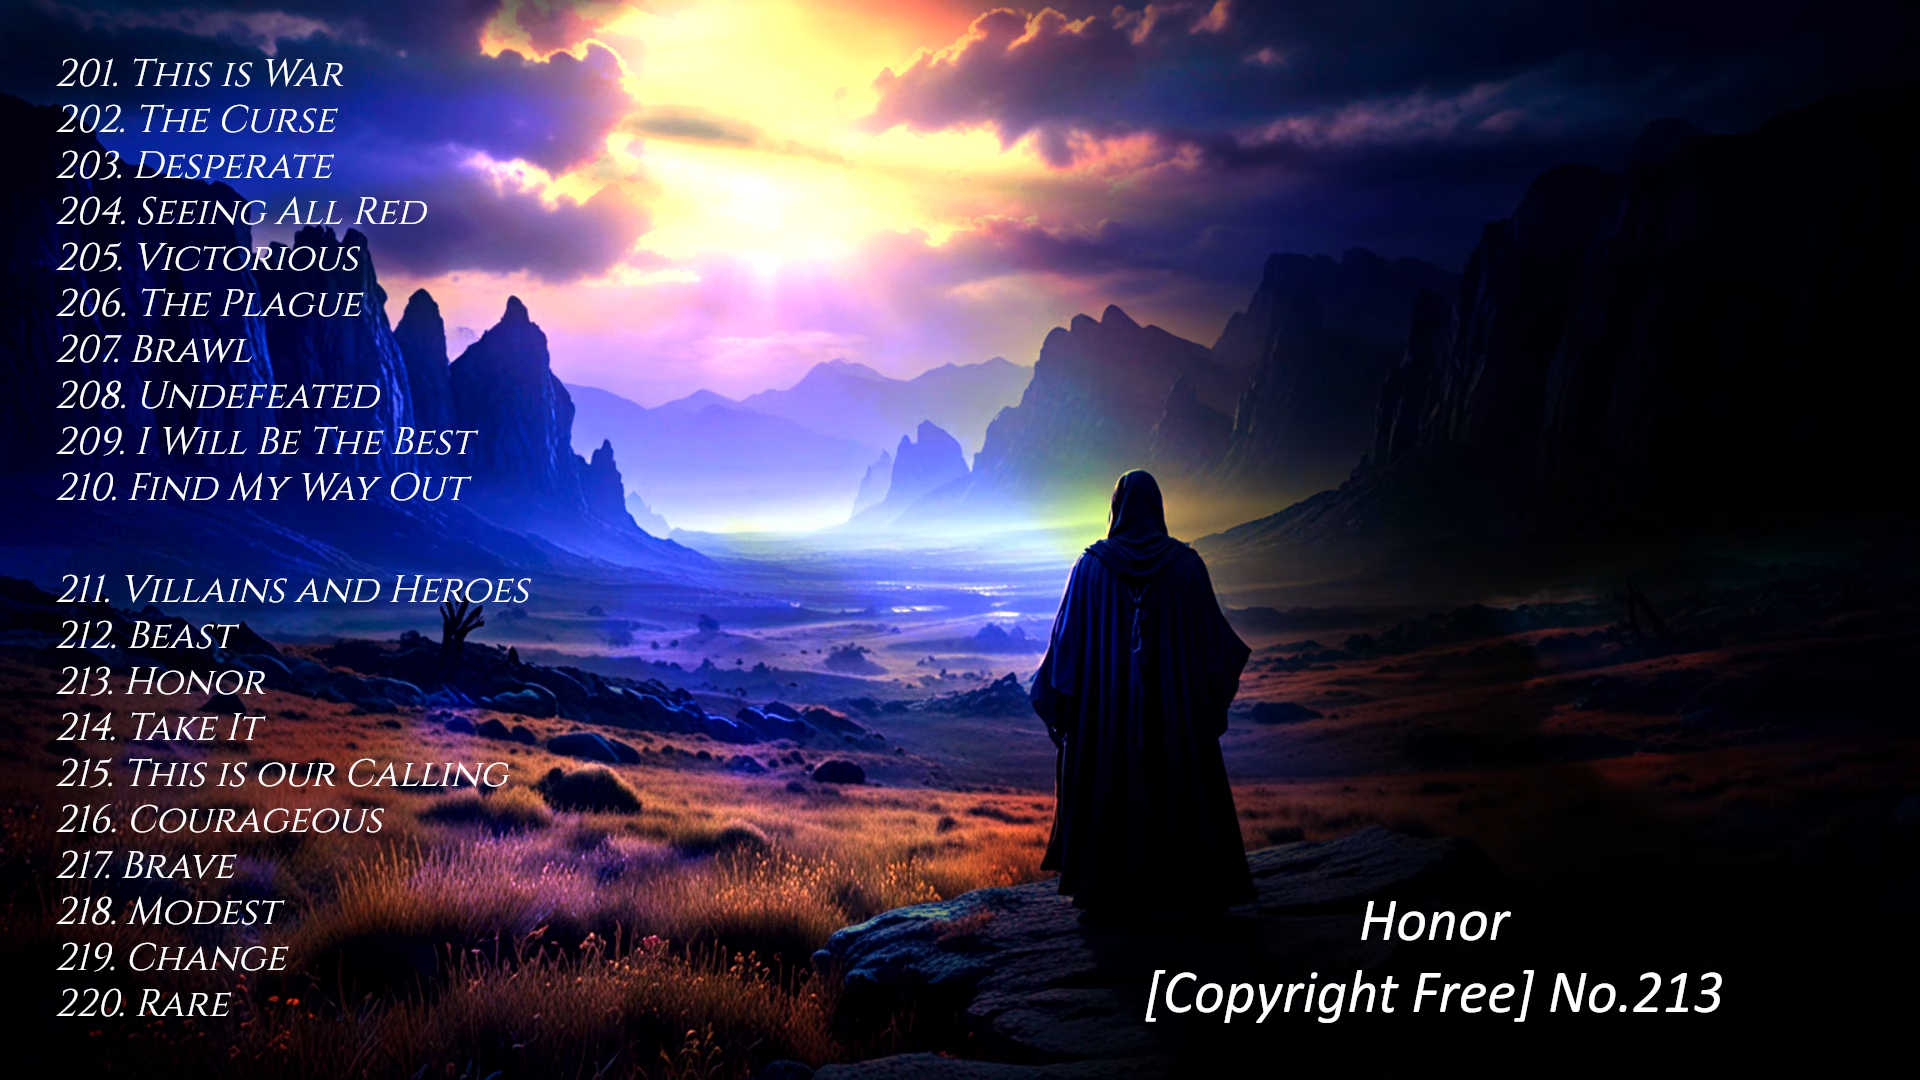 201. This is War
202. The Curse
203. Desperate
204. Seeing All Red
205. Victorious
206. The Plague
207. Brawl
208. Undefeated
209. I Will Be The Best
210. Find My Way Out
211. Villains and Heroes
212. Beast
213. Honor
214. Take It
215. This is our Calling
216. Courageous
217. Brave
218. Modest
219. Change
220. Rare
Honor
[Copyright Free] No.213